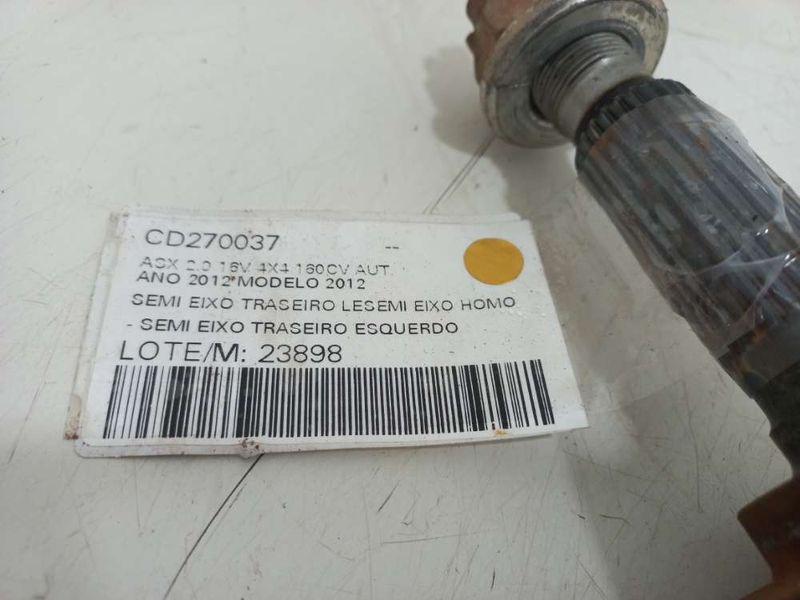 CD270037 --
ASX 2.0 16V 4X4 160CV AUT.
ANO 2012 MODELO 2012
SEMI EIXO TRASEIRO LESEMI EIXO HOMO
- SEMI EIXO TRASEIRO ESQUERDO
LOTE/M: 23898